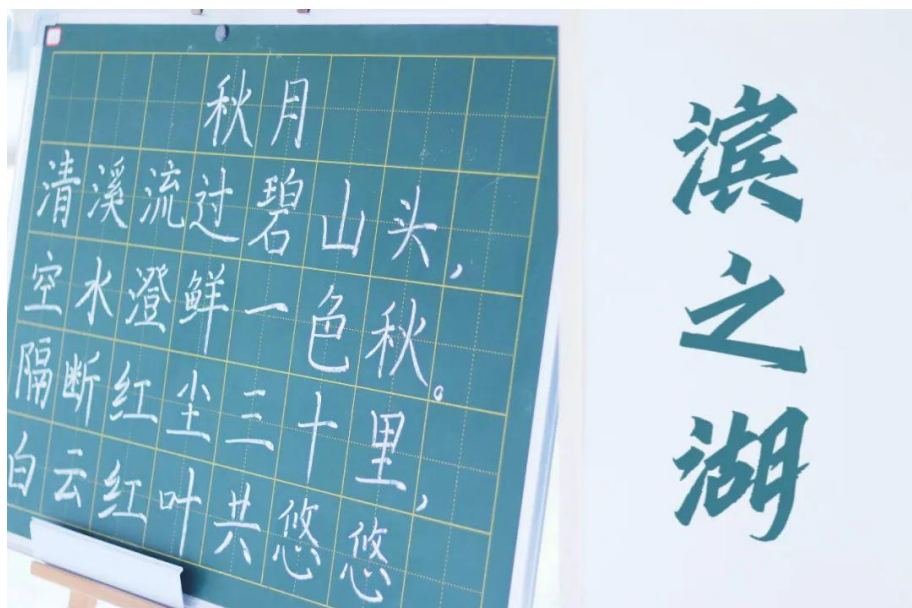 秋月
清溪流过碧山头，
空水澄鲜一色秋。
隔断红尘三十里，
白云红叶共悠悠
滨之湖